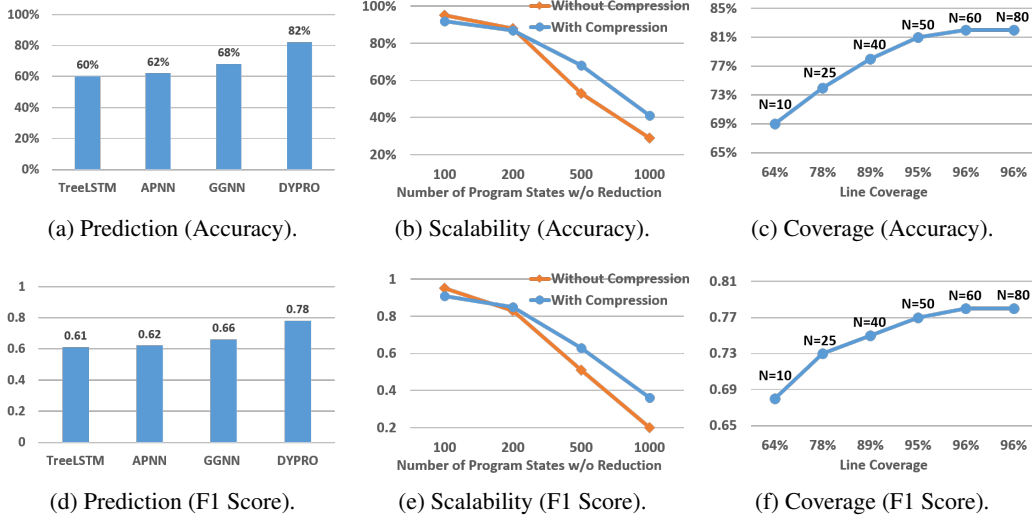 100%
80%
60%
40%
20%
0%
60%
62%
68%
82%
TreeLSTM APNN GGNN DYPRO
(a) Prediction (Accuracy).
100%
80%
60%
40%
20%
Without Compression
With Compression
100 200 500 1000
Number of Program States w/o Reduction
(b) Scalability (Accuracy).
85%
81%
77%
73%
69%
65%
N=10
N=25
N=40
N=50
N=60
N=80
64% 78% 89% 95% 96% 96%
Line Coverage
(c) Coverage (Accuracy).
1
0.8
0.6
0.4
0.2
0
0.61
0.62
0.66
0.78
TreeLSTM APNN GGNN DYPRO
(d) Prediction (F1 Score).
1
0.8
0.6
0.4
0.2
Without Compression
With Compression
100 200 500 1000
Number of Program States w/o Reduction
(e) Scalability (F1 Score).
0.81
0.77
0.73
0.69
0.65
N=10
N=25
N=40
N=50
N=60
N=80
64% 78% 89% 95% 96% 96%
Line Coverage
(f) Coverage (F1 Score).